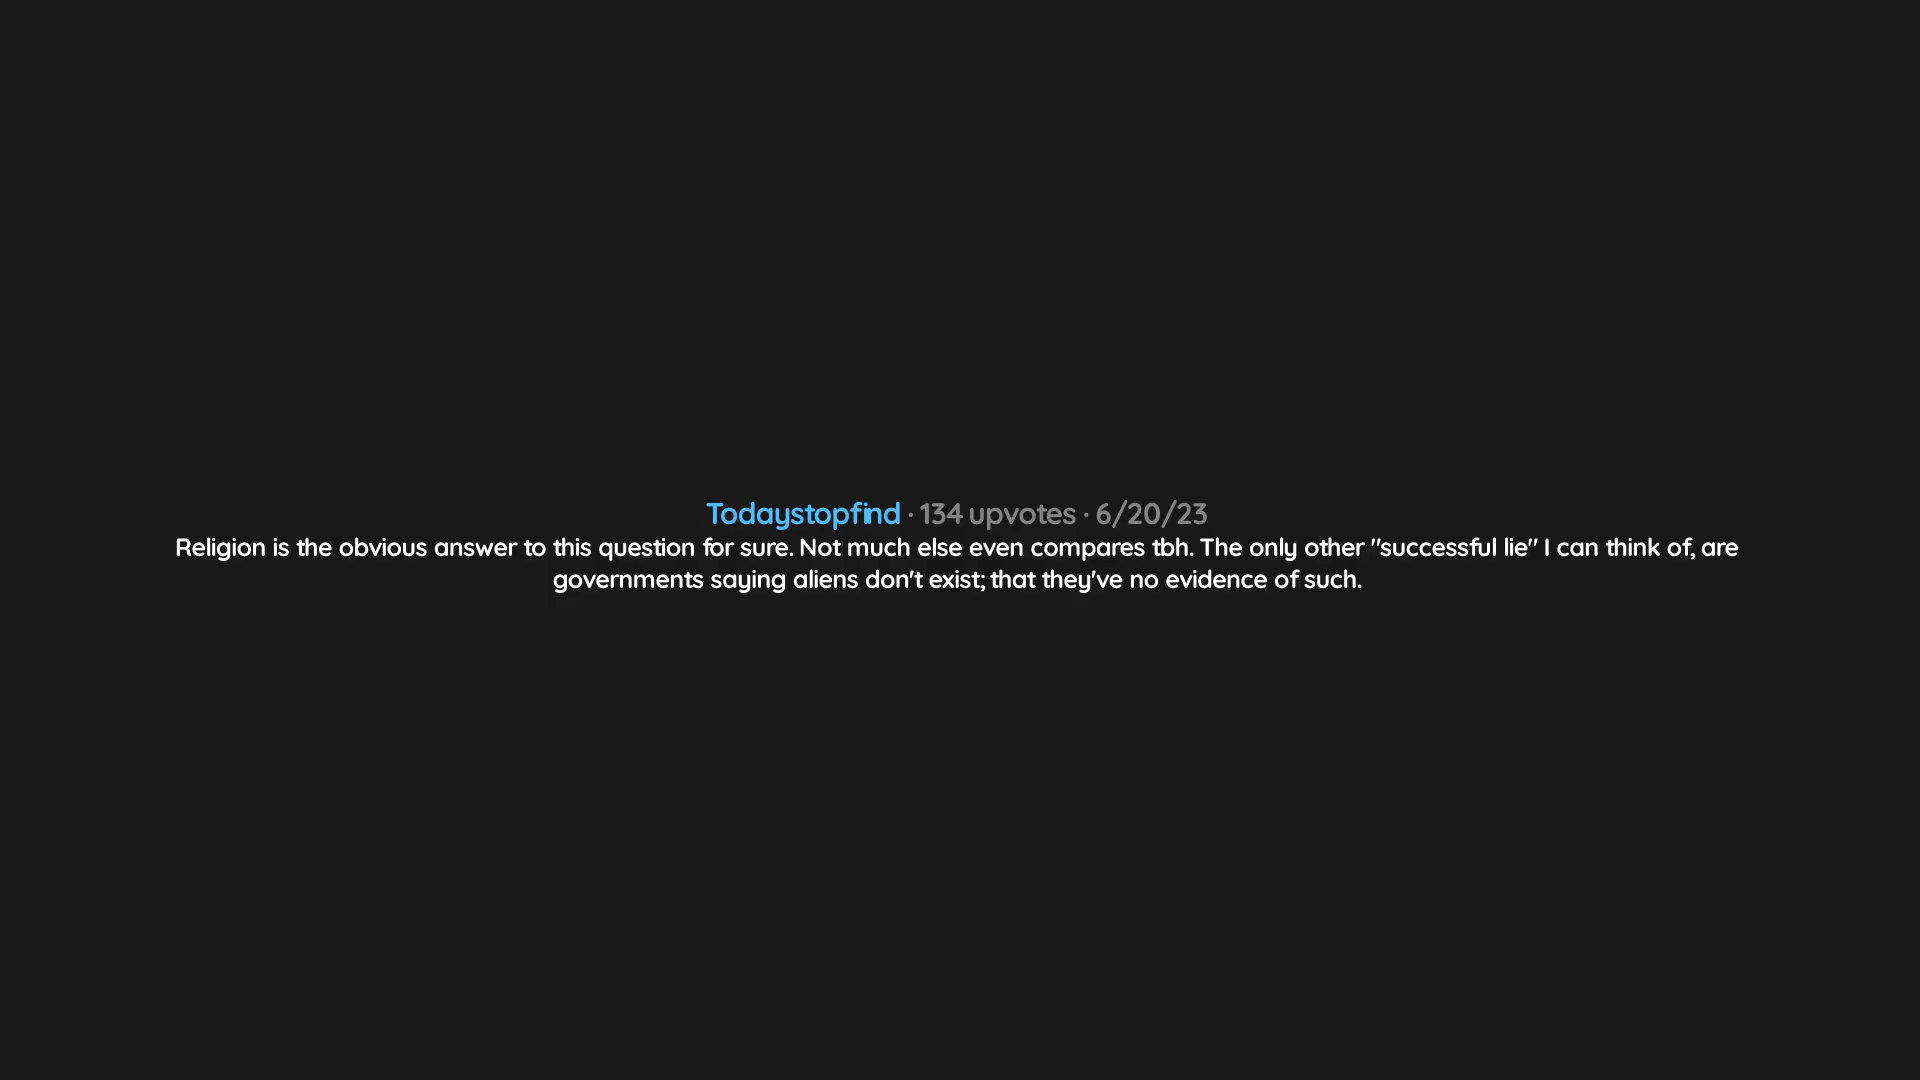 Todaystopfind · 134 upvotes · 6/20/23
Religion is the obvious answer to this question for sure. Not much else even compares tbh. The only other "successful lie" I can think of, are
governments saying aliens don't exist; that they've no evidence of such.